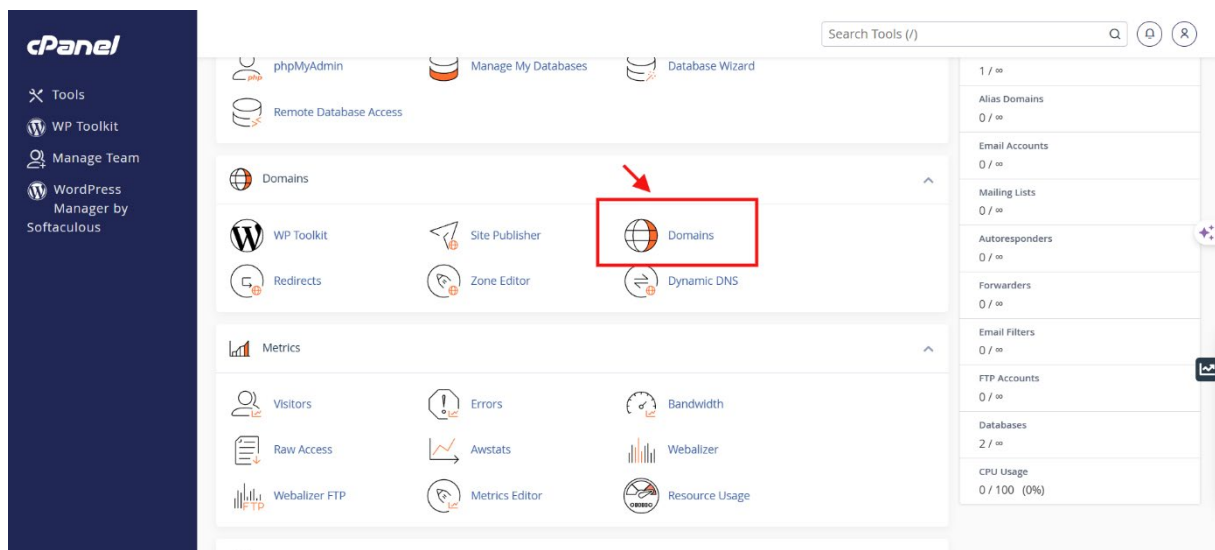 cPanel
Search Tools (/)
Tools
WP Toolkit
Manage Team
WordPress
Manager by
Softaculous
phpMyAdmin
Manage My Databases
Database Wizard
Remote Database Access
Domains
WP Toolkit
Site Publisher
Domains
Redirects
Zone Editor
Dynamic DNS
Metrics
Visitors
Errors
Bandwidth
Raw Access
Awstats
Webalizer
Webalizer FTP
Metrics Editor
Resource Usage
1 / ∞
Alias Domains
0 / ∞
Email Accounts
0 / ∞
Mailing Lists
0 / ∞
Autoresponders
0 / ∞
Forwarders
0 / ∞
Email Filters
0 / ∞
FTP Accounts
0 / ∞
Databases
2 / ∞
CPU Usage
0 / 100 (0%)